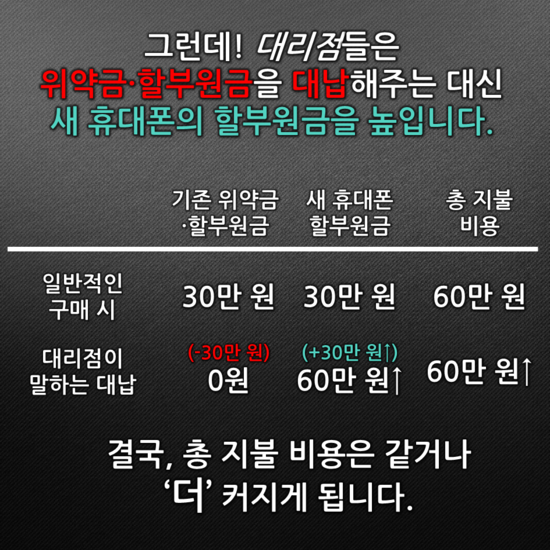 그런데! 대리점들은
위약금·할부원금을 대납해주는 대신
새 휴대폰의 할부원금을 높입니다.
기존 위약금 새 휴대폰 총 지불
·할부원금 할부원금 비용
일반적인
구매 시
30만 원 30만 원 60만 원
대리점이
말하는 대납
(-30만 원) (+30만 원↑)
0원 60만 원↑ 60만 원↑
결국, 총 지불 비용은 같거나
‘더’ 커지게 됩니다.